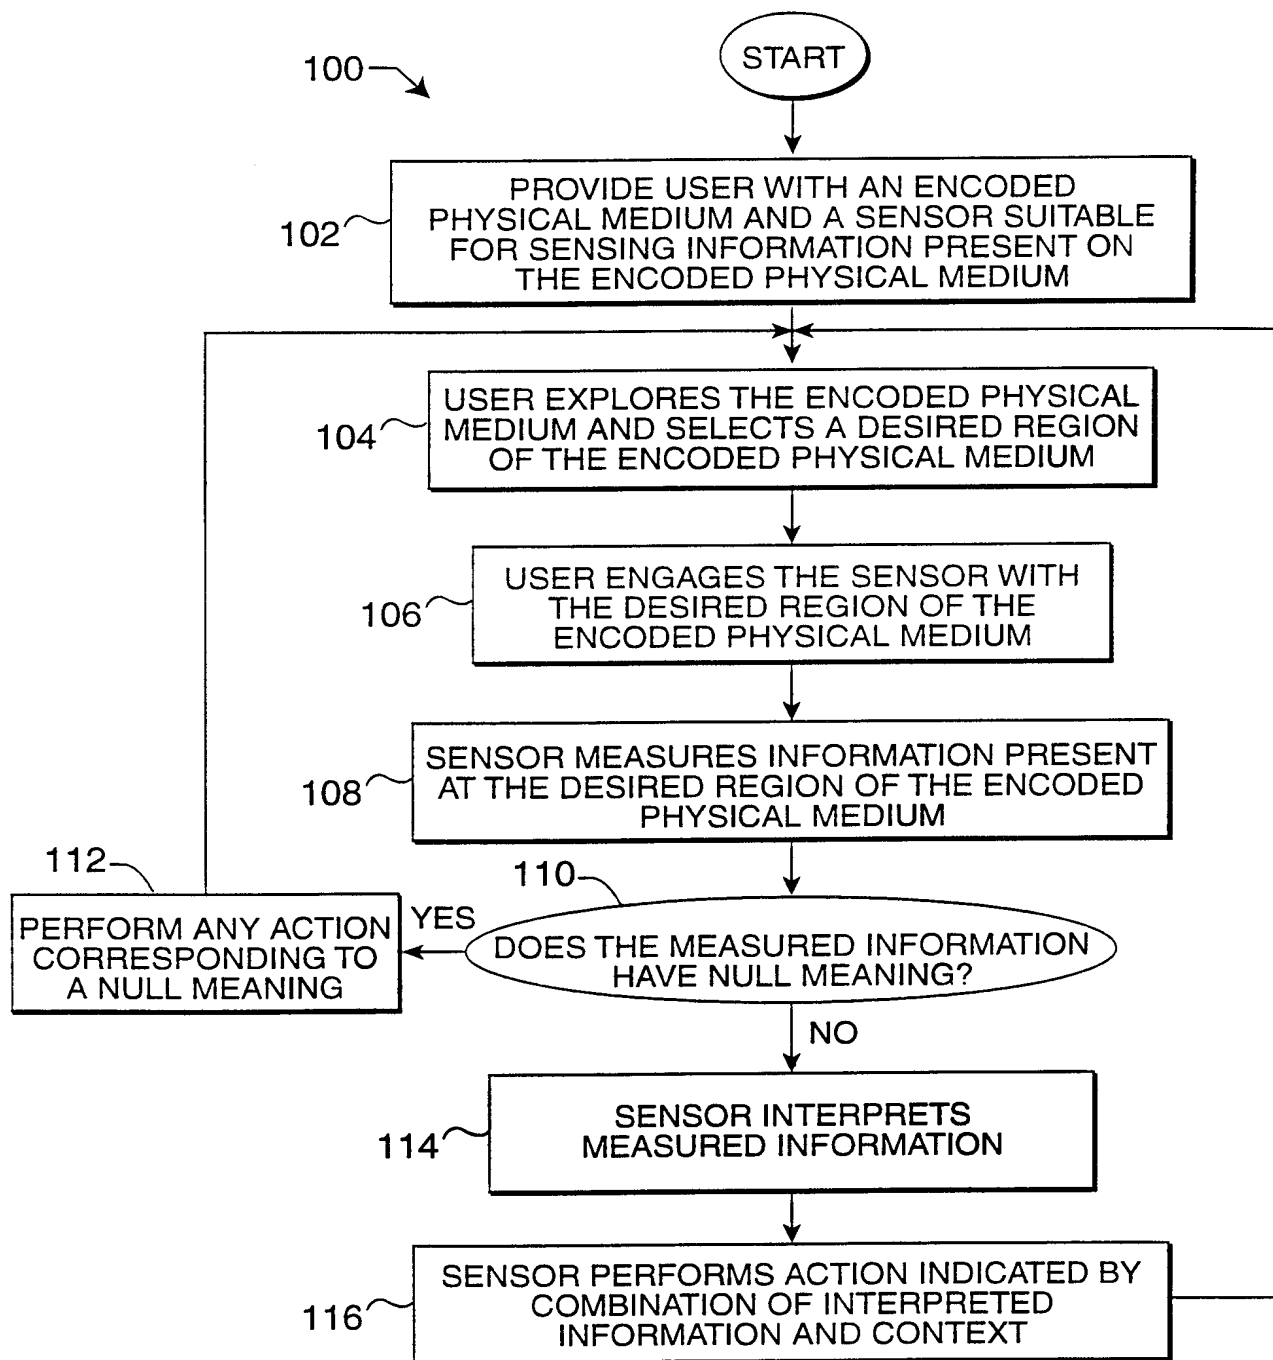 START
100
PROVIDE USER WITH AN ENCODED
PHYSICAL MEDIUM AND A SENSOR SUITABLE
FOR SENSING INFORMATION PRESENT ON
THE ENCODED PHYSICAL MEDIUM
102
USER EXPLORES THE ENCODED PHYSICAL
MEDIUM AND SELECTS A DESIRED REGION
OF THE ENCODED PHYSICAL MEDIUM
104
USER ENGAGES THE SENSOR WITH
THE DESIRED REGION OF THE
ENCODED PHYSICAL MEDIUM
106
SENSOR MEASURES INFORMATION PRESENT
AT THE DESIRED REGION OF THE ENCODED
PHYSICAL MEDIUM
108
112
110
PERFORM ANY ACTION
CORRESPONDING TO
A NULL MEANING
YES
DOES THE MEASURED INFORMATION
HAVE NULL MEANING?
NO
SENSOR INTERPRETS
MEASURED INFORMATION
114
SENSOR PERFORMS ACTION INDICATED BY
COMBINATION OF INTERPRETED
INFORMATION AND CONTEXT
116